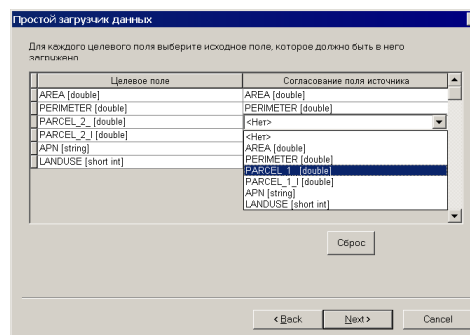 Простой загрузчик данных
Для каждого целевого поля выберите исходное поле, которое должно быть в него
загружено
Целевое поле Согласование поля источника
AREA [double] AREA [double]
PERIMETER [double] PERIMETER [double]
PARCEL_2_ [double] <Нет>
PARCEL_2_I [double] <Нет>
APN [string] AREA [double]
LANDUSE [short int] PERIMETER [double]
PARCEL_1_ [double]
PARCEL_1_I [double]
APN [string]
LANDUSE [short int]
Сброс
< Back Next > Cancel